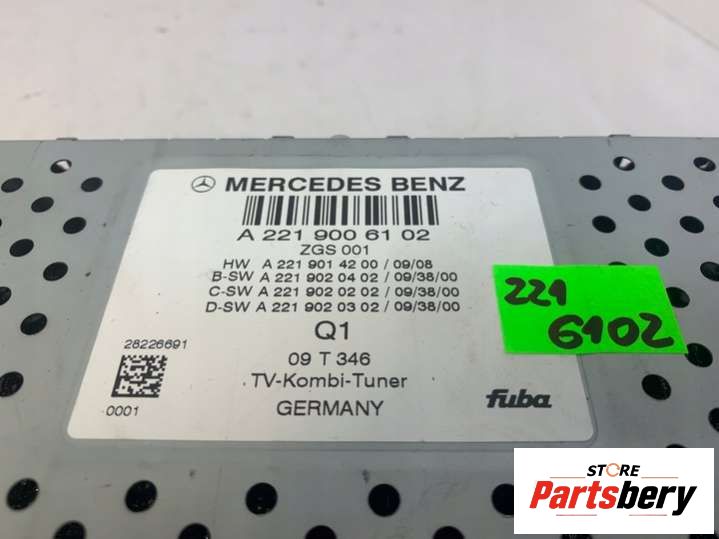 MERCEDES BENZ
A 221 900 61 02
ZGS 001
HW A 221 901 42 00 / 09/08
B-SW A 221 902 04 02 / 09/38/00
C-SW A 221 902 02 02 / 09/38/00
D-SW A 221 902 03 02 / 09/38/00
Q1
28226691
09 T 346
TV-Kombi-Tuner
0001
GERMANY
fuba
221
6102
STORE
Partsbery